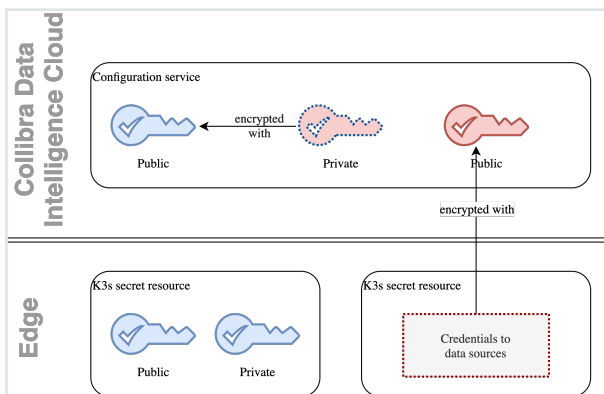 Collibra Data
Intelligence Cloud
Configuration service
encrypted
with
Public
Private
Public
encrypted with
Edge
K3s secret resource
K3s secret resource
Public
Private
Credentials to
data sources